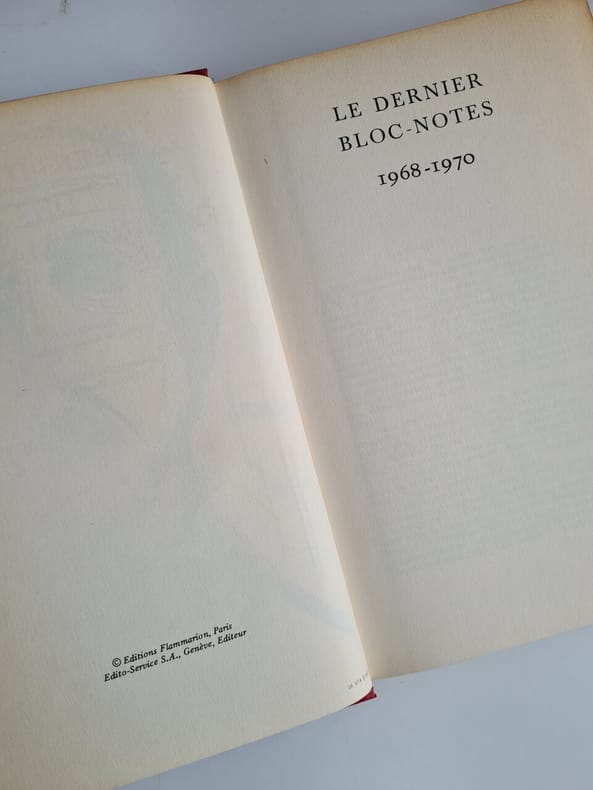 © Editions Flammarion, Paris
Edito-Service S.A., Genève, Editeur
LE DERNIER
BLOC-NOTES
1968-1970